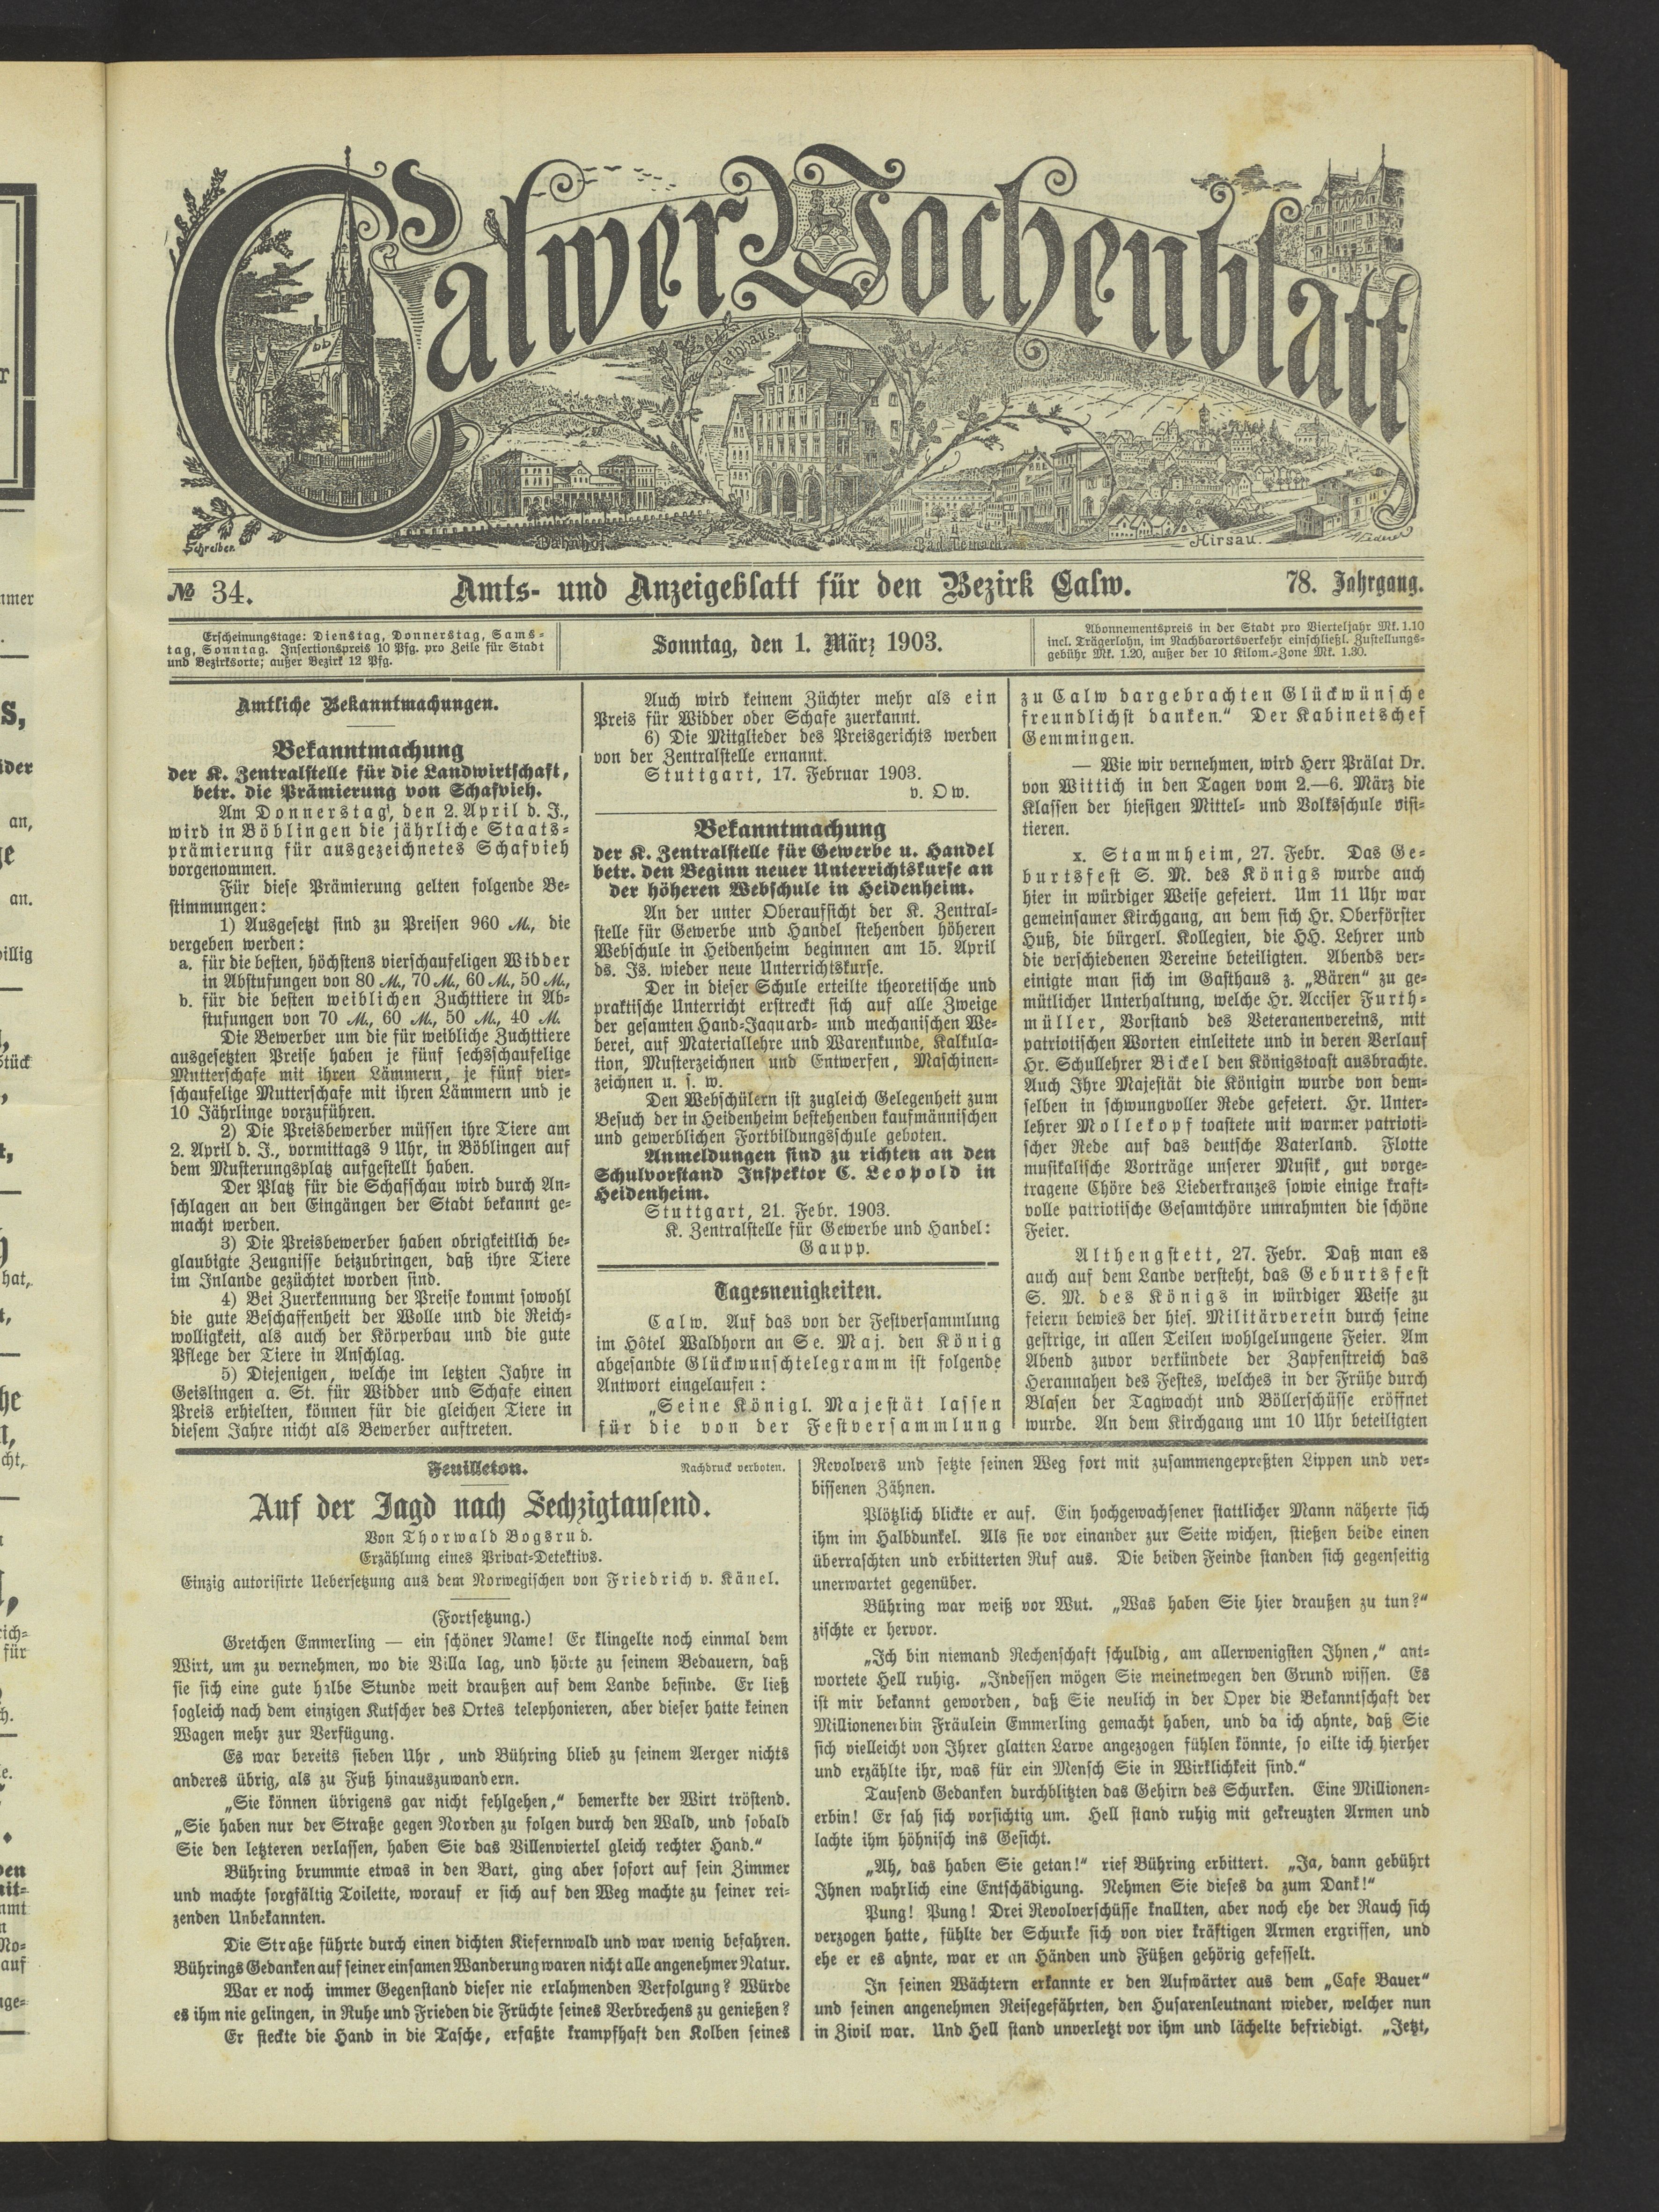 Calwer Wochenblatt
Rathaus.
Schreiber.
Bahnhof.
Bad Teinach.
Hirsau.
№ 34.
Amts- und Anzeigeblatt für den Bezirk Calw.
78. Jahrgang.
Erscheinungstage: Dienstag, Donnerstag, Sams-
tag, Sonntag. Insertionspreis 10 Pfg. pro Zeile für Stadt
und Bezirksorte; außer Bezirk 12 Pfg.
Sonntag, den 1. März 1903.
Abonnementspreis in der Stadt pro Vierteljahr Mk. 1.10
incl. Trägerlohn, im Nachbarortsverkehr einschließl. Zustellungs-
gebühr Mk. 1.20, außer der 10 Kilom.-Zone Mk. 1.30.
Amtliche Bekanntmachungen.
Bekanntmachung
der K. Zentralstelle für die Landwirtschaft,
betr. die Prämierung von Schafvieh.
Am Donnerstag, den 2. April d. J.,
wird in Böblingen die jährliche Staats-
prämierung für ausgezeichnetes Schafvieh
vorgenommen.
Für diese Prämierung gelten folgende Be-
stimmungen:
1) Ausgesetzt sind zu Preisen 960 M., die
vergeben werden:
a. für die besten, höchstens vierschaufeligen Widder
in Abstufungen von 80 M., 70 M., 60 M., 50 M.,
b. für die besten weiblichen Zuchttiere in Ab-
stufungen von 70 M., 60 M., 50 M., 40 M.
Die Bewerber um die für weibliche Zuchttiere
ausgesetzten Preise haben je fünf sechsschaufelige
Mutterschafe mit ihren Lämmern, je fünf vier-
schaufelige Mutterschafe mit ihren Lämmern und je
10 Jährlinge vorzuführen.
2) Die Preisbewerber müssen ihre Tiere am
2. April d. J., vormittags 9 Uhr, in Böblingen auf
dem Musterungsplatz aufgestellt haben.
Der Platz für die Schafschau wird durch An-
schlagen an den Eingängen der Stadt bekannt ge-
macht werden.
3) Die Preisbewerber haben obrigkeitlich be-
glaubigte Zeugnisse beizubringen, daß ihre Tiere
im Inlande gezüchtet worden sind.
4) Bei Zuerkennung der Preise kommt sowohl
die gute Beschaffenheit der Wolle und die Reich-
wolligkeit, als auch der Körperbau und die gute
Pflege der Tiere in Anschlag.
5) Diejenigen, welche im letzten Jahre in
Geislingen a. St. für Widder und Schafe einen
Preis erhielten, können für die gleichen Tiere in
diesem Jahre nicht als Bewerber auftreten.
Auch wird keinem Züchter mehr als ein
Preis für Widder oder Schafe zuerkannt.
6) Die Mitglieder des Preisgerichts werden
von der Zentralstelle ernannt.
Stuttgart, 17. Februar 1903.
v. Ow.
Bekanntmachung
der K. Zentralstelle für Gewerbe u. Handel
betr. den Beginn neuer Unterrichtskurse an
der höheren Webschule in Heidenheim.
An der unter Oberaufsicht der K. Zentral-
stelle für Gewerbe und Handel stehenden höheren
Webschule in Heidenheim beginnen am 15. April
ds. Js. wieder neue Unterrichtskurse.
Der in dieser Schule erteilte theoretische und
praktische Unterricht erstreckt sich auf alle Zweige
der gesamten Hand-Jaquard- und mechanischen We-
berei, auf Materiallehre und Warenkunde, Kalkula-
tion, Musterzeichnen und Entwerfen, Maschinen-
zeichnen u. s. w.
Den Webschülern ist zugleich Gelegenheit zum
Besuch der in Heidenheim bestehenden kaufmännischen
und gewerblichen Fortbildungsschule geboten.
Anmeldungen sind zu richten an den
Schulvorstand Inspektor C. Leopold in
Heidenheim.
Stuttgart, 21. Febr. 1903.
K. Zentralstelle für Gewerbe und Handel:
Gaupp.
Tagesneuigkeiten.
Calw. Auf das von der Festversammlung
im Hôtel Waldhorn an Se. Maj. den König
abgesandte Glückwunschtelegramm ist folgende
Antwort eingelaufen:
„Seine Königl. Majestät lassen
für die von der Festversammlung
zu Calw dargebrachten Glückwünsche
freundlichst danken.“ Der Kabinetschef
Gemmingen.
— Wie wir vernehmen, wird Herr Prälat Dr.
von Wittich in den Tagen vom 2.—6. März die
Klassen der hiesigen Mittel- und Volksschule visi-
tieren.
x. Stammheim, 27. Febr. Das Ge-
burtsfest S. M. des Königs wurde auch
hier in würdiger Weise gefeiert. Um 11 Uhr war
gemeinsamer Kirchgang, an dem sich Hr. Oberförster
Huß, die bürgerl. Kollegien, die HH. Lehrer und
die verschiedenen Vereine beteiligten. Abends ver-
einigte man sich im Gasthaus z. „Bären“ zu ge-
mütlicher Unterhaltung, welche Hr. Acciser Furth-
müller, Vorstand des Veteranenvereins, mit
patriotischen Worten einleitete und in deren Verlauf
Hr. Schullehrer Bickel den Königstoast ausbrachte.
Auch Ihre Majestät die Königin wurde von dem-
selben in schwungvoller Rede gefeiert. Hr. Unter-
lehrer Mollekopf toastete mit warmer patrioti-
scher Rede auf das deutsche Vaterland. Flotte
musikalische Vorträge unserer Musik, gut vorge-
tragene Chöre des Liederkranzes sowie einige kraft-
volle patriotische Gesamtchöre umrahmten die schöne
Feier.
Althengstett, 27. Febr. Daß man es
auch auf dem Lande versteht, das Geburtsfest
S. M. des Königs in würdiger Weise zu
feiern bewies der hies. Militärverein durch seine
gestrige, in allen Teilen wohlgelungene Feier. Am
Abend zuvor verkündete der Zapfenstreich das
Herannahen des Festes, welches in der Frühe durch
Blasen der Tagwacht und Böllerschüsse eröffnet
wurde. An dem Kirchgang um 10 Uhr beteiligten
Feuilleton.
Nachdruck verboten.
Auf der Jagd nach Sechzigtausend.
Von Thorwald Bogsrud.
Erzählung eines Privat-Detektivs.
Einzig autorisirte Uebersetzung aus dem Norwegischen von Friedrich v. Känel.
(Fortsetzung.)
Gretchen Emmerling — ein schöner Name! Er klingelte noch einmal dem
Wirt, um zu vernehmen, wo die Villa lag, und hörte zu seinem Bedauern, daß
sie sich eine gute halbe Stunde weit draußen auf dem Lande befinde. Er ließ
sogleich nach dem einzigen Kutscher des Ortes telephonieren, aber dieser hatte keinen
Wagen mehr zur Verfügung.
Es war bereits sieben Uhr, und Bühring blieb zu seinem Aerger nichts
anderes übrig, als zu Fuß hinauszuwandern.
„Sie können übrigens gar nicht fehlgehen,“ bemerkte der Wirt tröstend.
„Sie haben nur der Straße gegen Norden zu folgen durch den Wald, und sobald
Sie den letzteren verlassen, haben Sie das Villenviertel gleich rechter Hand.“
Bühring brummte etwas in den Bart, ging aber sofort auf sein Zimmer
und machte sorgfältig Toilette, worauf er sich auf den Weg machte zu seiner rei-
zenden Unbekannten.
Die Straße führte durch einen dichten Kiefernwald und war wenig befahren.
Bührings Gedanken auf seiner einsamen Wanderung waren nicht alle angenehmer Natur.
War er noch immer Gegenstand dieser nie erlahmenden Verfolgung? Würde
es ihm nie gelingen, in Ruhe und Frieden die Früchte seines Verbrechens zu genießen?
Er steckte die Hand in die Tasche, erfaßte krampfhaft den Kolben seines
Revolvers und setzte seinen Weg fort mit zusammengepreßten Lippen und ver-
bissenen Zähnen.
Plötzlich blickte er auf. Ein hochgewachsener stattlicher Mann näherte sich
ihm im Halbdunkel. Als sie vor einander zur Seite wichen, stießen beide einen
überraschten und erbitterten Ruf aus. Die beiden Feinde standen sich gegenseitig
unerwartet gegenüber.
Bühring war weiß vor Wut. „Was haben Sie hier draußen zu tun?“
zischte er hervor.
„Ich bin niemand Rechenschaft schuldig, am allerwenigsten Ihnen,“ ant-
wortete Hell ruhig. „Indessen mögen Sie meinetwegen den Grund wissen. Es
ist mir bekannt geworden, daß Sie neulich in der Oper die Bekanntschaft der
Millionenerbin Fräulein Emmerling gemacht haben, und da ich ahnte, daß Sie
sich vielleicht von Ihrer glatten Larve angezogen fühlen könnte, so eilte ich hierher
und erzählte ihr, was für ein Mensch Sie in Wirklichkeit sind.“
Tausend Gedanken durchblitzten das Gehirn des Schurken. Eine Millionen-
erbin! Er sah sich vorsichtig um. Hell stand ruhig mit gekreuzten Armen und
lachte ihm höhnisch ins Gesicht.
„Ah, das haben Sie getan!“ rief Bühring erbittert. „Ja, dann gebührt
Ihnen wahrlich eine Entschädigung. Nehmen Sie dieses da zum Dank!“
Pung! Pung! Drei Revolverschüsse knallten, aber noch ehe der Rauch sich
verzogen hatte, fühlte der Schurke sich von vier kräftigen Armen ergriffen, und
ehe er es ahnte, war er an Händen und Füßen gehörig gefesselt.
In seinen Wächtern erkannte er den Aufwärter aus dem „Cafe Bauer“
und seinen angenehmen Reisegefährten, den Husarenleutnant wieder, welcher nun
in Zivil war. Und Hell stand unverletzt vor ihm und lächelte befriedigt. „Jetzt,